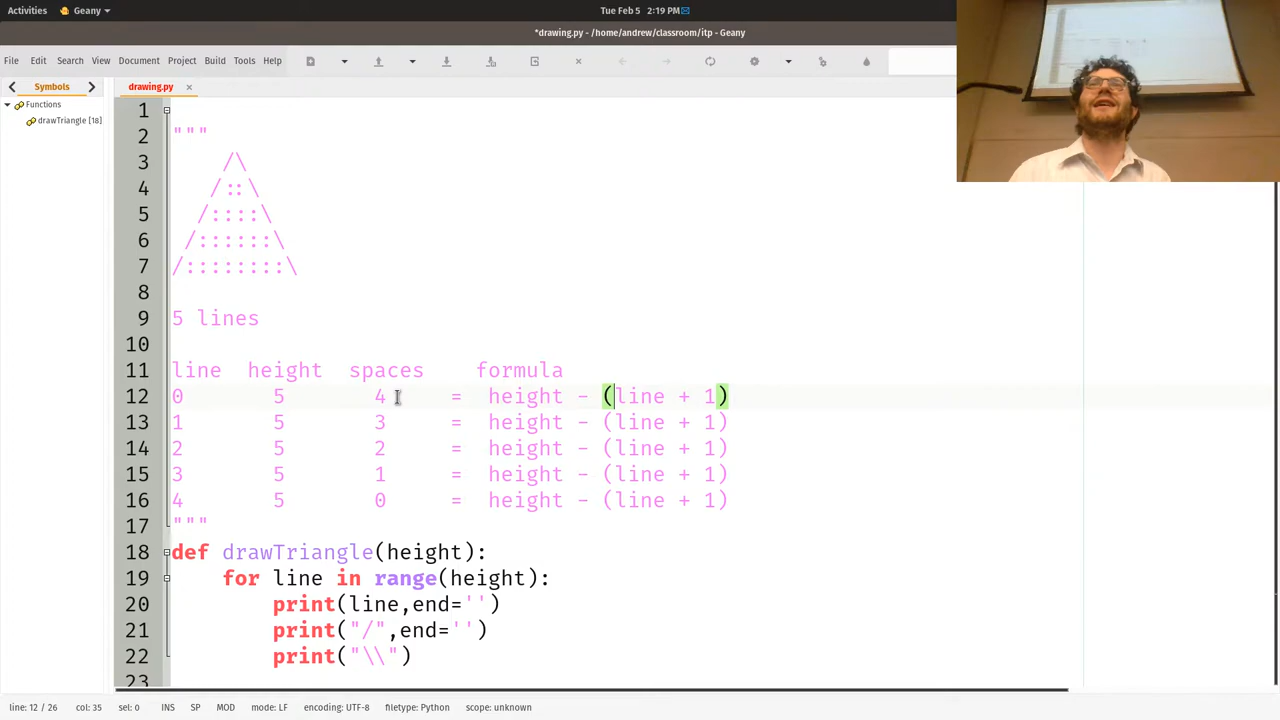 Activities Geany Tue Feb 5 2:19 PM
*drawing.py - /home/andrew/classroom/itp - Geany
File Edit Search View Document Project Build Tools Help
Symbols drawing.py
Functions
drawTriangle [18]
1
2 """
3      /\
4     /::\
5    /::::\
6   /::::::\
7 /::::::::\
8
9 5 lines
10
11 line height spaces formula
12 0 5 4 = height - (line + 1)
13 1 5 3 = height - (line + 1)
14 2 5 2 = height - (line + 1)
15 3 5 1 = height - (line + 1)
16 4 5 0 = height - (line + 1)
17 """
18 def drawTriangle(height):
19     for line in range(height):
20         print(line,end='')
21         print("/",end='')
22         print("\\")
23
line: 12 / 26 col: 35 sel: 0 INS SP MOD mode: LF encoding: UTF-8 filetype: Python scope: unknown